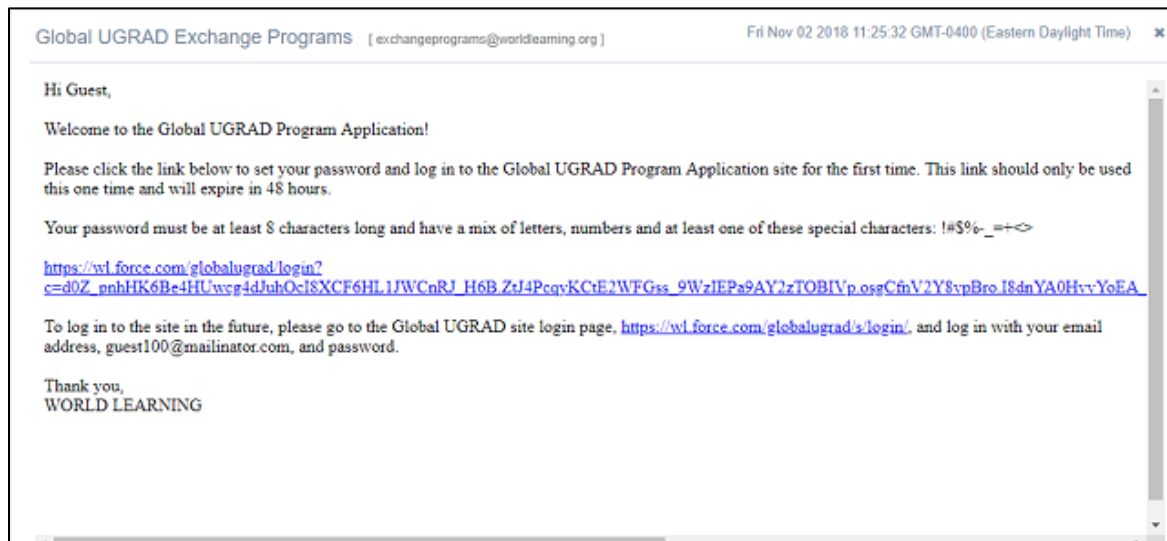 Global UGRAD Exchange Programs [ exchangeprograms@worldlearning.org ] Fri Nov 02 2018 11:25:32 GMT-0400 (Eastern Daylight Time) ×
Hi Guest,
Welcome to the Global UGRAD Program Application!
Please click the link below to set your password and log in to the Global UGRAD Program Application site for the first time. This link should only be used
this one time and will expire in 48 hours.
Your password must be at least 8 characters long and have a mix of letters, numbers and at least one of these special characters: !#$%-_=+<>
https://wl.force.com/globalugrad/login?
c=d0Z_pnhHK6Be4HUwcg4dJuhOcI8XCF6HL1JWCnRJ_H6B.ZtJ4PcqyKCtE2WFGss_9WzIEPa9AY2zTOBIVp.osgCfnV2Y8vpBro.I8dnYA0HvvYoEA_
To log in to the site in the future, please go to the Global UGRAD site login page, https://wl.force.com/globalugrad/s/login/, and log in with your email
address, guest100@mailinator.com, and password.
Thank you,
WORLD LEARNING